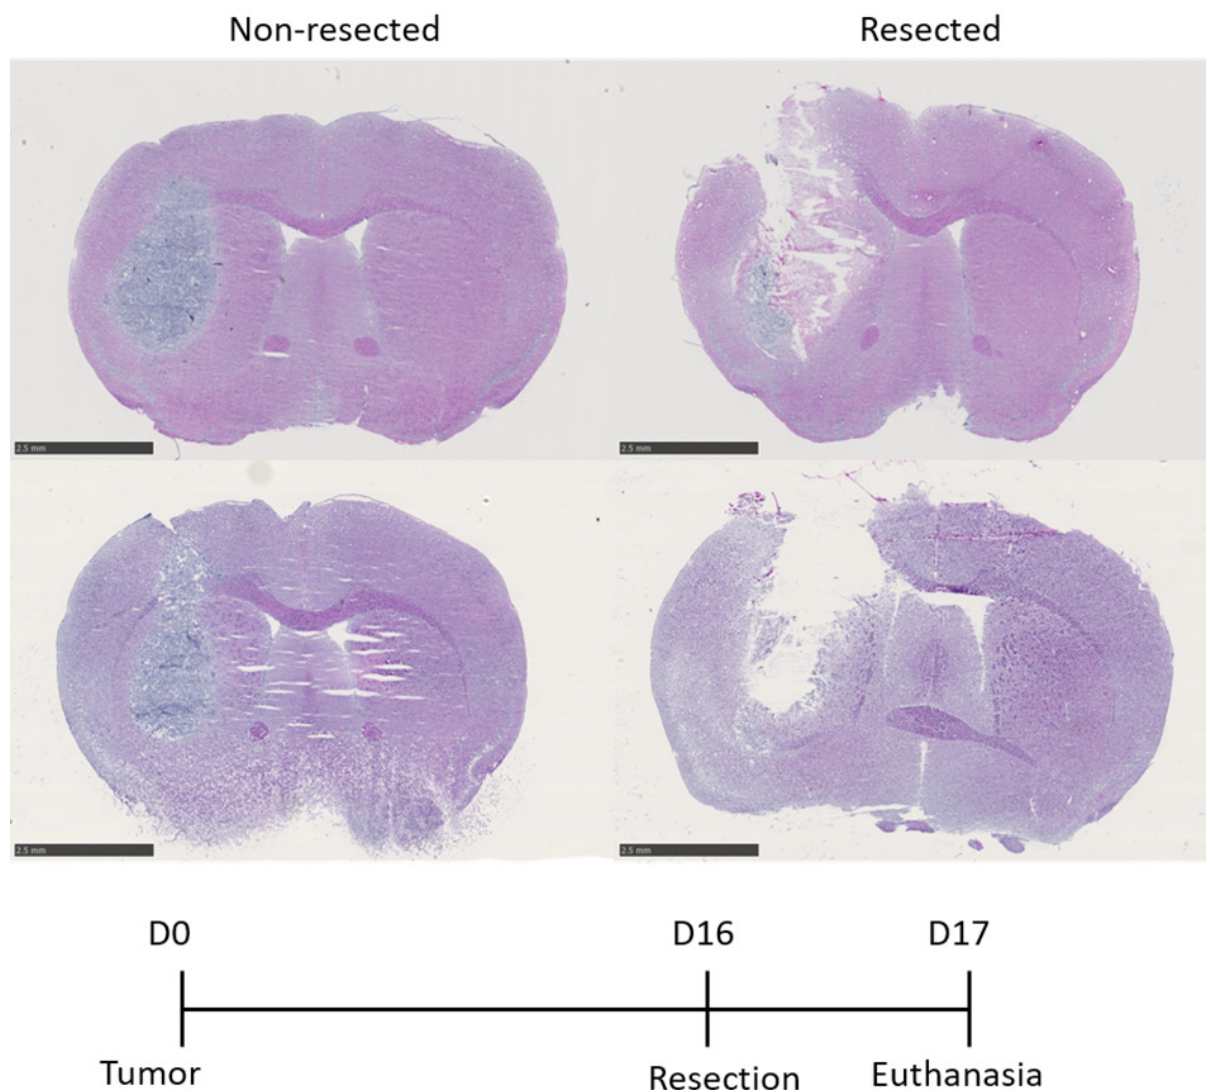 Non-resected
Resected
2.5 mm
2.5 mm
2.5 mm
2.5 mm
D0
D16
D17
Tumor
Resection
Euthanasia